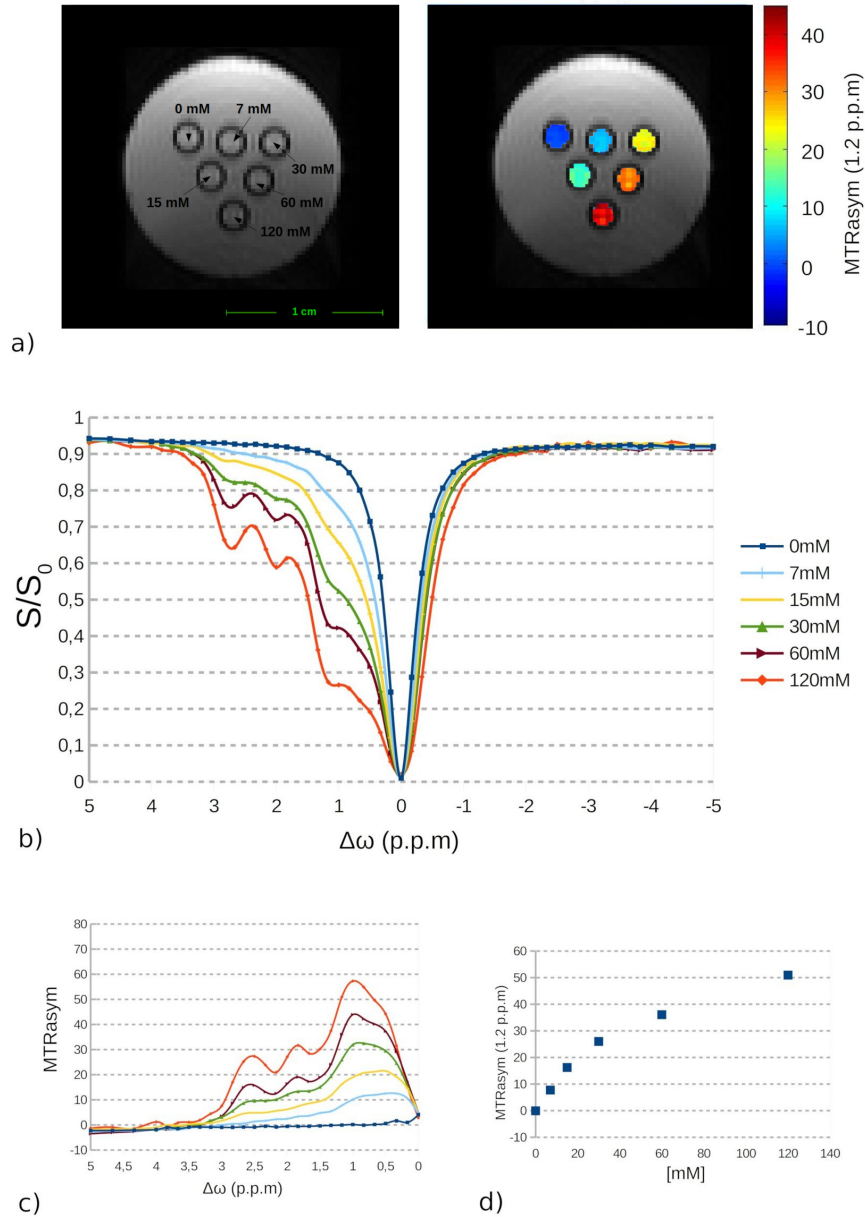 0 mM
7 mM
30 mM
15 mM
60 mM
120 mM
1 cm
40
30
20
10
0
-10
MTRasym (1.2 p.p.m)
a)
1
0,9
0,8
0,7
0,6
0,5
0,4
0,3
0,2
0,1
0
S/S0
5 4 3 2 1 0 -1 -2 -3 -4 -5
Δω (p.p.m)
0mM
7mM
15mM
30mM
60mM
120mM
b)
80
70
60
50
40
30
20
10
0
-10
MTRasym
5 4,5 4 3,5 3 2,5 2 1,5 1 0,5 0
Δω (p.p.m)
c)
60
50
40
30
20
10
0
-10
MTRasym (1.2 p.p.m)
0 20 40 60 80 100 120 140
[mM]
d)